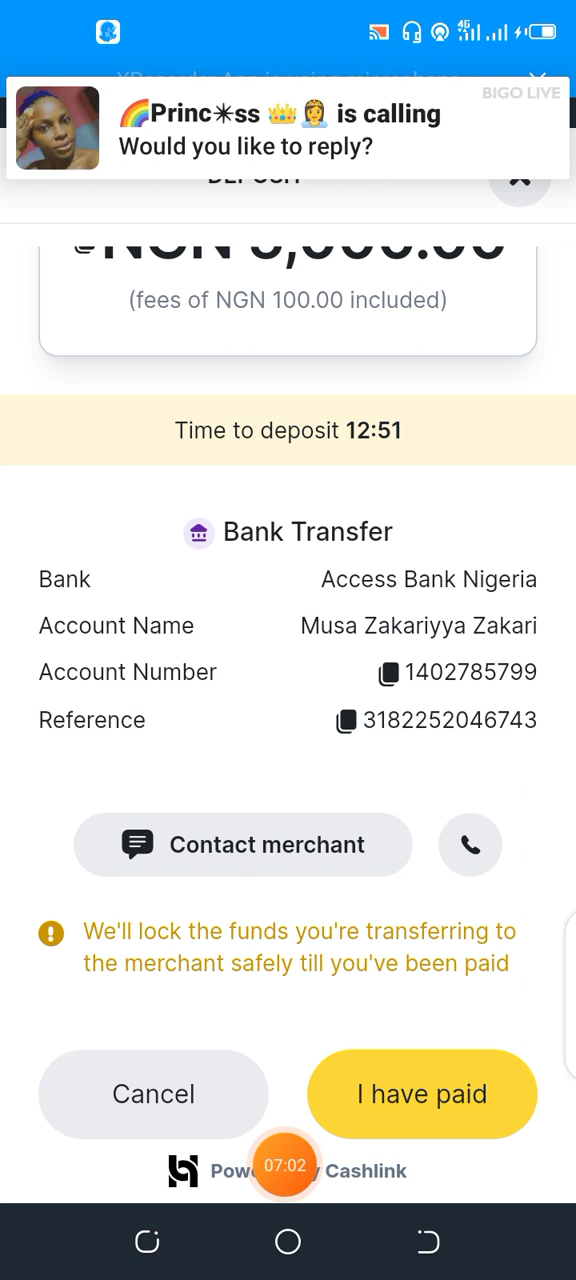 4G
BIGO LIVE
🌈Princ✳ss 👑👸 is calling
Would you like to reply?
(fees of NGN 100.00 included)
Time to deposit 12:51
Bank Transfer
Bank Access Bank Nigeria
Account Name Musa Zakariyya Zakari
Account Number 1402785799
Reference 3182252046743
Contact merchant
We'll lock the funds you're transferring to
the merchant safely till you've been paid
Cancel I have paid
07:02
Cashlink